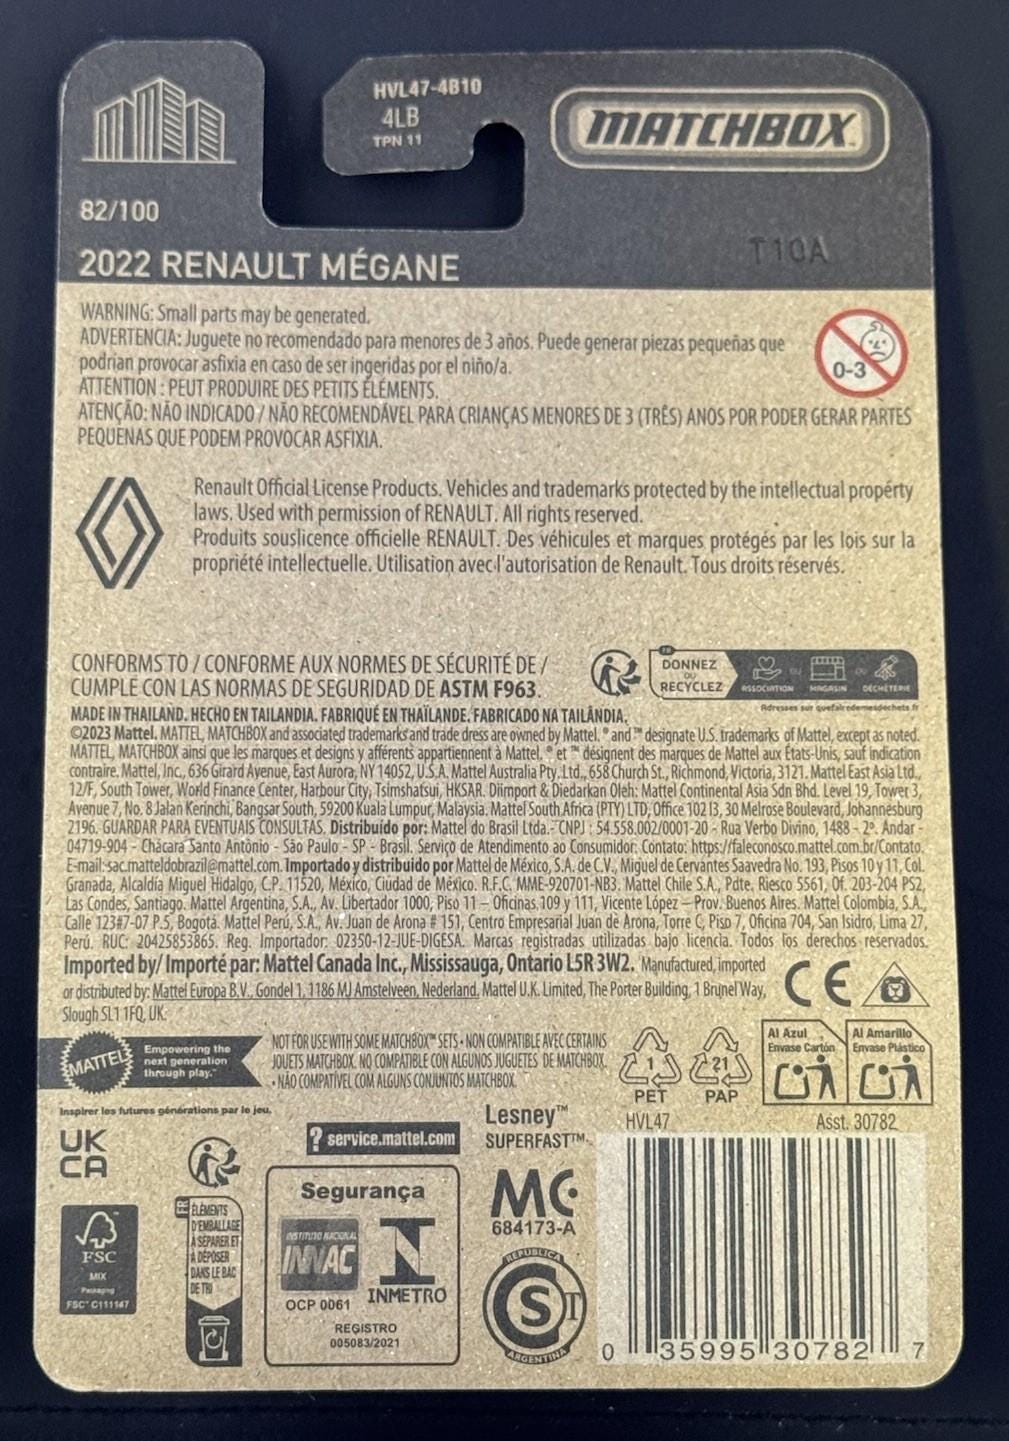 HVL47-4B10
4LB
TPN 11
MATCHBOX™
82/100
2022 RENAULT MÉGANE
T10A
WARNING: Small parts may be generated.
ADVERTENCIA: Juguete no recomendado para menores de 3 años. Puede generar piezas pequeñas que
podrían provocar asfixia en caso de ser ingeridas por el niño/a.
ATTENTION : PEUT PRODUIRE DES PETITS ÉLÉMENTS.
ATENÇÃO: NÃO INDICADO / NÃO RECOMENDÁVEL PARA CRIANÇAS MENORES DE 3 (TRÊS) ANOS POR PODER GERAR PARTES
PEQUENAS QUE PODEM PROVOCAR ASFIXIA.
0-3
Renault Official License Products. Vehicles and trademarks protected by the intellectual property
laws. Used with permission of RENAULT. All rights reserved.
Produits souslicence officielle RENAULT. Des véhicules et marques protégés par les lois sur la
propriété intellectuelle. Utilisation avec l'autorisation de Renault. Tous droits réservés.
CONFORMS TO / CONFORME AUX NORMES DE SÉCURITÉ DE /
CUMPLE CON LAS NORMAS DE SEGURIDAD DE ASTM F963.
FR
DONNEZ
OU
RECYCLEZ
ASSOCIATION OU MAGASIN OU DÉCHÈTERIE
Adresses sur quefairedemesdechets.fr
MADE IN THAILAND. HECHO EN TAILANDIA. FABRIQUÉ EN THAÏLANDE. FABRICADO NA TAILÂNDIA.
©2023 Mattel. MATTEL, MATCHBOX and associated trademarks and trade dress are owned by Mattel. ® and ™ designate U.S. trademarks of Mattel, except as noted.
MATTEL, MATCHBOX ainsi que les marques et designs y afférents appartiennent à Mattel. ® et ™ désignent des marques de Mattel aux États-Unis, sauf indication
contraire. Mattel, Inc., 636 Girard Avenue, East Aurora, NY 14052, U.S.A. Mattel Australia Pty. Ltd., 658 Church St., Richmond, Victoria, 3121. Mattel East Asia Ltd.,
12/F, South Tower, World Finance Center, Harbour City, Tsimshatsui, HKSAR. Diimport & Diedarkan Oleh: Mattel Continental Asia Sdn Bhd. Level 19, Tower 3,
Avenue 7, No. 8 Jalan Kerinchi, Bangsar South, 59200 Kuala Lumpur, Malaysia. Mattel South Africa (PTY) LTD, Office 102 I3, 30 Melrose Boulevard, Johannesburg
2196. GUARDAR PARA EVENTUAIS CONSULTAS. Distribuído por: Mattel do Brasil Ltda.- CNPJ : 54.558.002/0001-20 - Rua Verbo Divino, 1488 - 2º. Andar -
04719-904 - Chácara Santo Antônio - São Paulo - SP - Brasil. Serviço de Atendimento ao Consumidor: Contato: https://faleconosco.mattel.com.br/Contato.
E-mail: sac.matteldobrazil@mattel.com. Importado y distribuido por Mattel de México, S.A. de C.V., Miguel de Cervantes Saavedra No. 193, Pisos 10 y 11, Col.
Granada, Alcaldía Miguel Hidalgo, C.P. 11520, México, Ciudad de México. R.F.C. MME-920701-NB3. Mattel Chile S.A., Pdte. Riesco 5561, Of. 203-204 PS2,
Las Condes, Santiago. Mattel Argentina, S.A., Av. Libertador 1000, Piso 11 – Oficinas 109 y 111, Vicente López – Prov. Buenos Aires. Mattel Colombia, S.A.,
Calle 123#7-07 P.5, Bogotá. Mattel Perú, S.A., Av. Juan de Arona # 151, Centro Empresarial Juan de Arona, Torre C, Piso 7, Oficina 704, San Isidro, Lima 27,
Perú. RUC: 20425853865. Reg. Importador: 02350-12-JUE-DIGESA. Marcas registradas utilizadas bajo licencia. Todos los derechos reservados.
Imported by/ Importé par: Mattel Canada Inc., Mississauga, Ontario L5R 3W2. Manufactured, imported
or distributed by: Mattel Europa B.V., Gondel 1, 1186 MJ Amstelveen, Nederland. Mattel U.K. Limited, The Porter Building, 1 Brunel Way,
Slough SL1 1FQ, UK.
CE
MATTEL
Empowering the
next generation
through play.™
Inspirer les futures générations par le jeu.
NOT FOR USE WITH SOME MATCHBOX™ SETS • NON COMPATIBLE AVEC CERTAINS
JOUETS MATCHBOX. NO COMPATIBLE CON ALGUNOS JUGUETES DE MATCHBOX.
• NÃO COMPATÍVEL COM ALGUNS CONJUNTOS MATCHBOX.
1
PET
21
PAP
Al Azul
Envase Cartón
Al Amarillo
Envase Plástico
UK
CA
? service.mattel.com
Lesney™
SUPERFAST™
HVL47
Asst. 30782
FSC
MIX
Packaging
FSC™ C111147
FR
ÉLÉMENTS
D'EMBALLAGE
À SÉPARER ET
À DÉPOSER
DANS LE BAC
DE TRI
Segurança
INSTITUTO NACIONAL
INNAC
OCP 0061
INMETRO
REGISTRO
005083/2021
MC
684173-A
REPUBLICA
S T
ARGENTINA
0 35995 30782 7